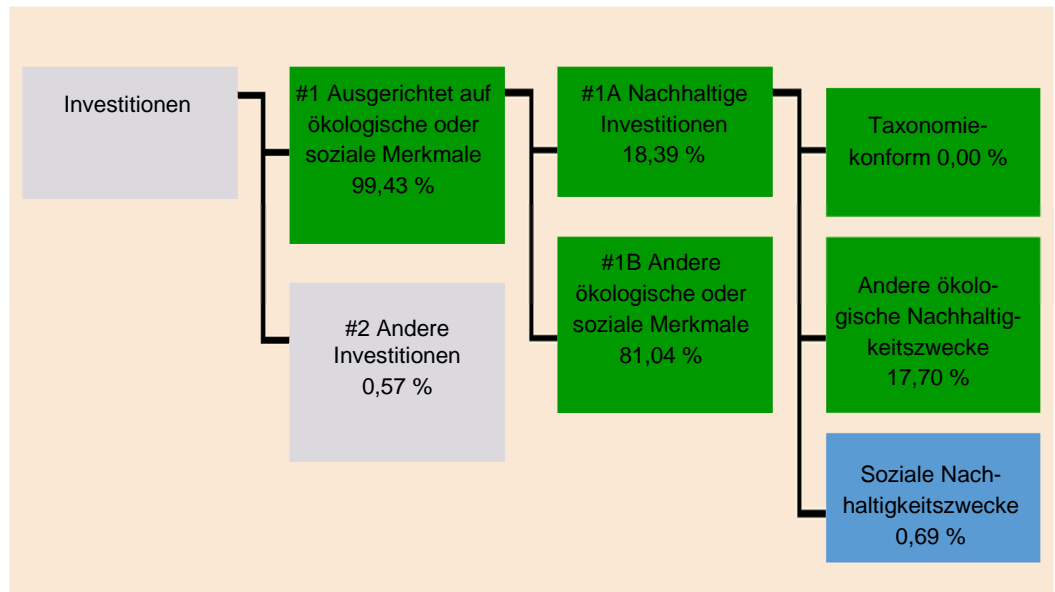 Investitionen
#1 Ausgerichtet auf
ökologische oder
soziale Merkmale
99,43 %
#2 Andere
Investitionen
0,57 %
#1A Nachhaltige
Investitionen
18,39 %
#1B Andere
ökologische oder
soziale Merkmale
81,04 %
Taxonomie-
konform 0,00 %
Andere ökolo-
gische Nachhaltig-
keitszwecke
17,70 %
Soziale Nach-
haltigkeitszwecke
0,69 %